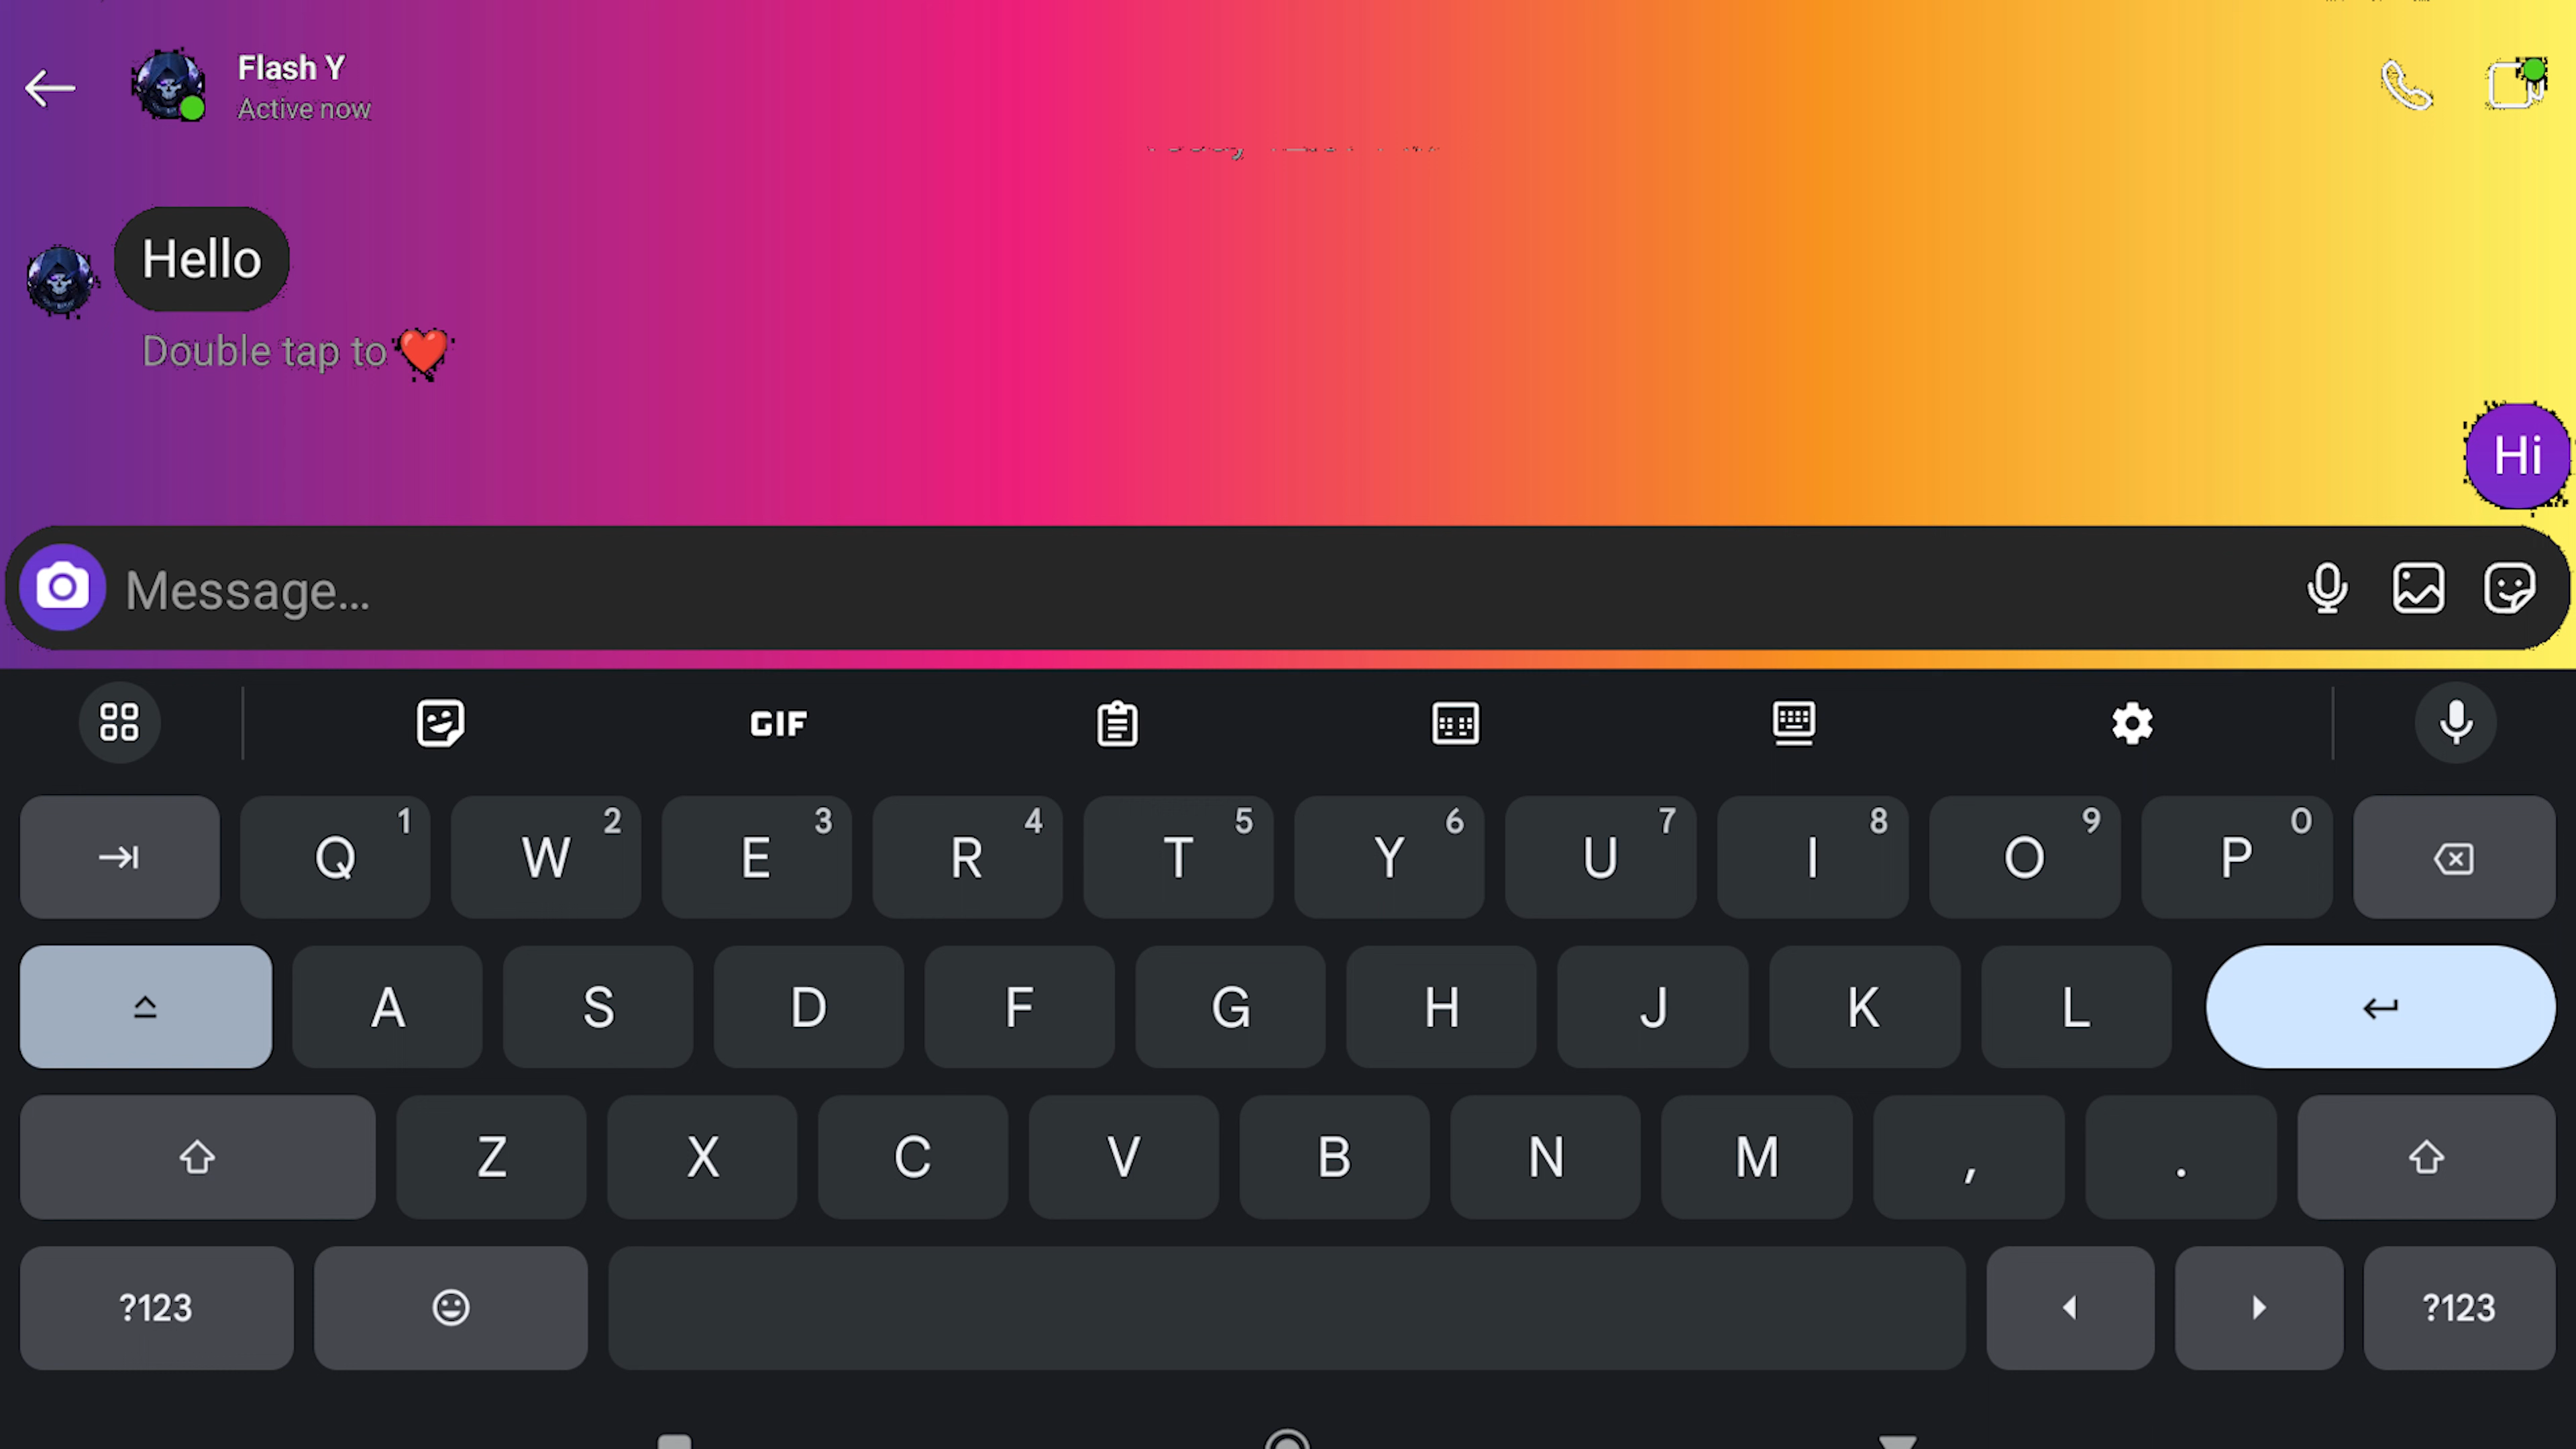 Flash Y
Active now
Hello
Double tap to ❤️
Hi
Message...
GIF
Q 1 W 2 E 3 R 4 T 5 Y 6 U 7 I 8 O 9 P 0
A S D F G H J K L
Z X C V B N M , .
?123 ?123